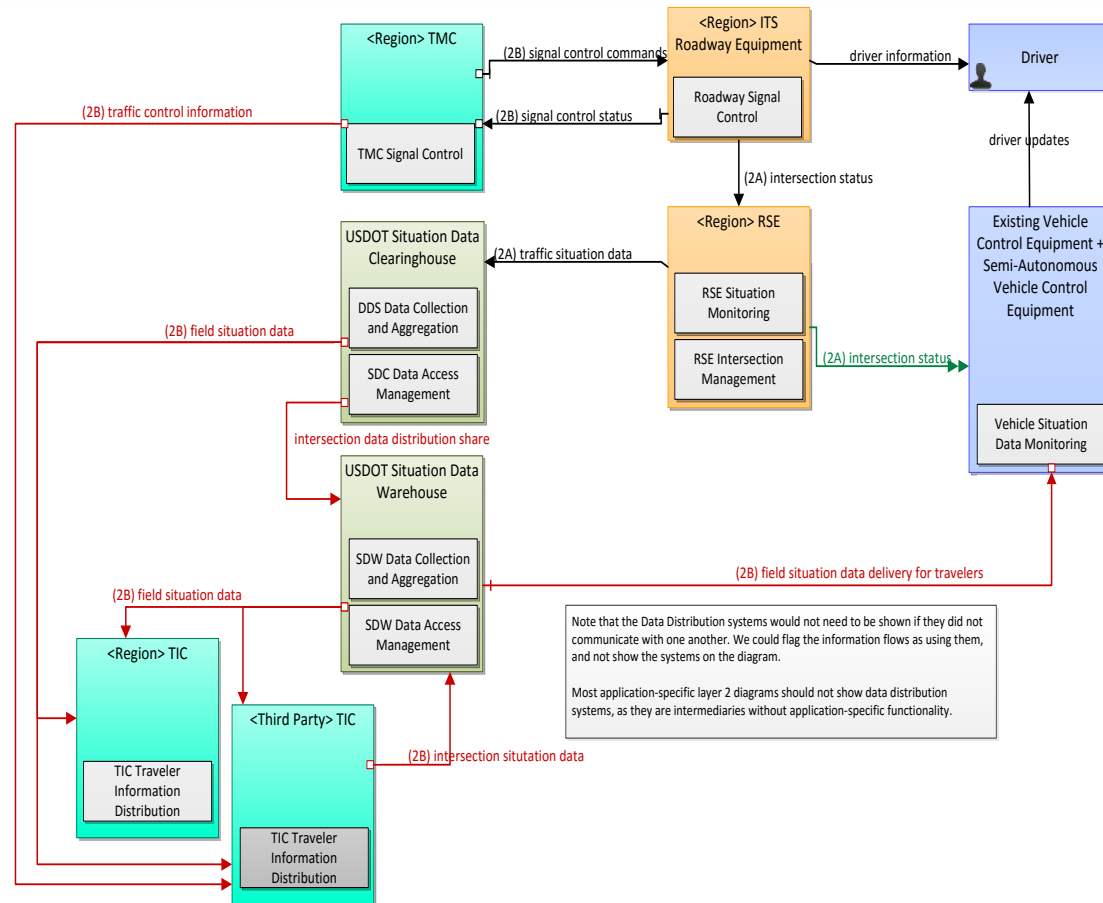 <Region> TMC
TMC Signal Control
(2B) signal control commands
(2B) signal control status
<Region> ITS
Roadway Equipment
Roadway Signal
Control
driver information
Driver
driver updates
(2B) traffic control information
(2A) intersection status
USDOT Situation Data
Clearinghouse
DDS Data Collection
and Aggregation
SDC Data Access
Management
(2A) traffic situation data
<Region> RSE
RSE Situation
Monitoring
RSE Intersection
Management
(2A) intersection status
Existing Vehicle
Control Equipment +
Semi-Autonomous
Vehicle Control
Equipment
Vehicle Situation
Data Monitoring
(2B) field situation data
intersection data distribution share
USDOT Situation Data
Warehouse
SDW Data Collection
and Aggregation
SDW Data Access
Management
(2B) field situation data delivery for travelers
(2B) field situation data
<Region> TIC
TIC Traveler
Information
Distribution
<Third Party> TIC
TIC Traveler
Information
Distribution
(2B) intersection situtation data
Note that the Data Distribution systems would not need to be shown if they did not
communicate with one another. We could flag the information flows as using them,
and not show the systems on the diagram.
Most application-specific layer 2 diagrams should not show data distribution
systems, as they are intermediaries without application-specific functionality.